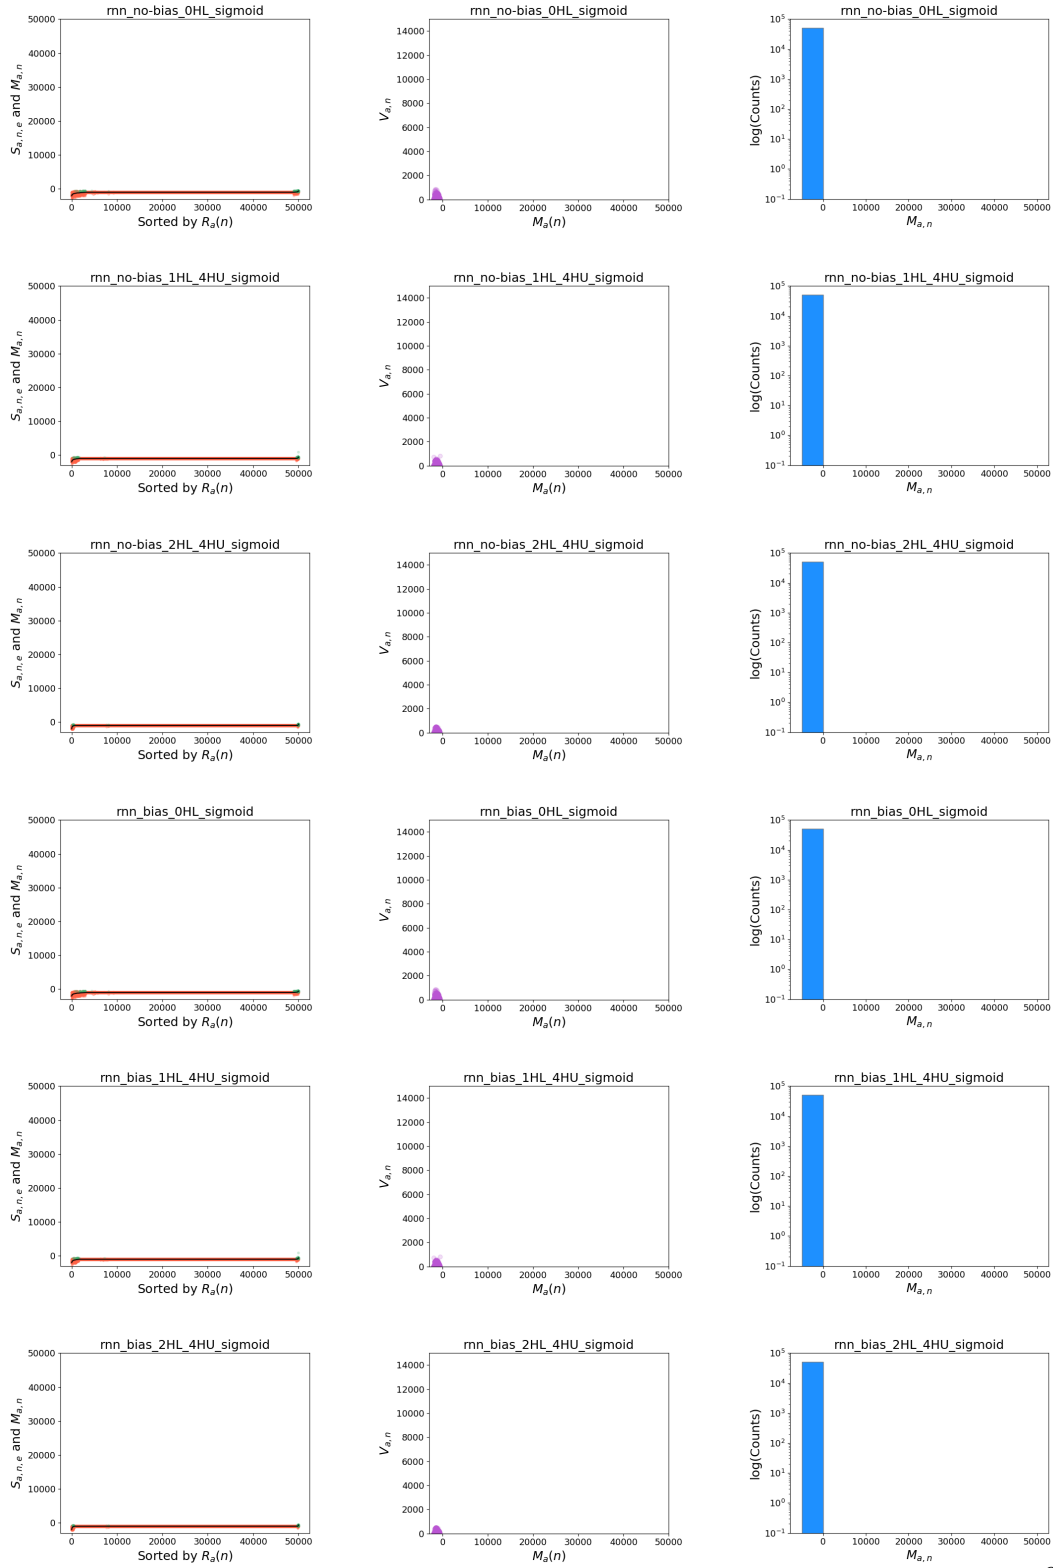 rnn_no-bias_0HL_sigmoid
S_{a,n,e} and M_{a,n}
50000
40000
30000
20000
10000
0
0 10000 20000 30000 40000 50000
Sorted by R_a(n)
rnn_no-bias_0HL_sigmoid
V_{a,n}
14000
12000
10000
8000
6000
4000
2000
0
0 10000 20000 30000 40000 50000
M_a(n)
rnn_no-bias_0HL_sigmoid
log(Counts)
10^5
10^4
10^3
10^2
10^1
10^0
10^{-1}
0 10000 20000 30000 40000 50000
M_{a,n}
rnn_no-bias_1HL_4HU_sigmoid
S_{a,n,e} and M_{a,n}
50000
40000
30000
20000
10000
0
0 10000 20000 30000 40000 50000
Sorted by R_a(n)
rnn_no-bias_1HL_4HU_sigmoid
V_{a,n}
14000
12000
10000
8000
6000
4000
2000
0
0 10000 20000 30000 40000 50000
M_a(n)
rnn_no-bias_1HL_4HU_sigmoid
log(Counts)
10^5
10^4
10^3
10^2
10^1
10^0
10^{-1}
0 10000 20000 30000 40000 50000
M_{a,n}
rnn_no-bias_2HL_4HU_sigmoid
S_{a,n,e} and M_{a,n}
50000
40000
30000
20000
10000
0
0 10000 20000 30000 40000 50000
Sorted by R_a(n)
rnn_no-bias_2HL_4HU_sigmoid
V_{a,n}
14000
12000
10000
8000
6000
4000
2000
0
0 10000 20000 30000 40000 50000
M_a(n)
rnn_no-bias_2HL_4HU_sigmoid
log(Counts)
10^5
10^4
10^3
10^2
10^1
10^0
10^{-1}
0 10000 20000 30000 40000 50000
M_{a,n}
rnn_bias_0HL_sigmoid
S_{a,n,e} and M_{a,n}
50000
40000
30000
20000
10000
0
0 10000 20000 30000 40000 50000
Sorted by R_a(n)
rnn_bias_0HL_sigmoid
V_{a,n}
14000
12000
10000
8000
6000
4000
2000
0
0 10000 20000 30000 40000 50000
M_a(n)
rnn_bias_0HL_sigmoid
log(Counts)
10^5
10^4
10^3
10^2
10^1
10^0
10^{-1}
0 10000 20000 30000 40000 50000
M_{a,n}
rnn_bias_1HL_4HU_sigmoid
S_{a,n,e} and M_{a,n}
50000
40000
30000
20000
10000
0
0 10000 20000 30000 40000 50000
Sorted by R_a(n)
rnn_bias_1HL_4HU_sigmoid
V_{a,n}
14000
12000
10000
8000
6000
4000
2000
0
0 10000 20000 30000 40000 50000
M_a(n)
rnn_bias_1HL_4HU_sigmoid
log(Counts)
10^5
10^4
10^3
10^2
10^1
10^0
10^{-1}
0 10000 20000 30000 40000 50000
M_{a,n}
rnn_bias_2HL_4HU_sigmoid
S_{a,n,e} and M_{a,n}
50000
40000
30000
20000
10000
0
0 10000 20000 30000 40000 50000
Sorted by R_a(n)
rnn_bias_2HL_4HU_sigmoid
V_{a,n}
14000
12000
10000
8000
6000
4000
2000
0
0 10000 20000 30000 40000 50000
M_a(n)
rnn_bias_2HL_4HU_sigmoid
log(Counts)
10^5
10^4
10^3
10^2
10^1
10^0
10^{-1}
0 10000 20000 30000 40000 50000
M_{a,n}